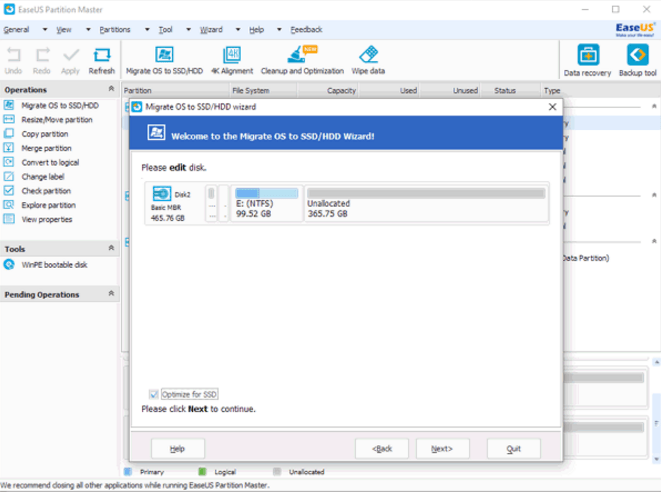 EaseUS Partition Master
General View Partitions Tool Wizard Help Feedback
EaseUS
Make your life easy!
Undo Redo Apply Refresh Migrate OS to SSD/HDD 4K Alignment Cleanup and Optimization Wipe data Data recovery Backup tool
4K
NEW
Operations
Partition File System Capacity Used Unused Status Type
Migrate OS to SSD/HDD
Resize/Move partition
Copy partition
Merge partition
Convert to logical
Change label
Check partition
Explore partition
View properties
Tools
WinPE bootable disk
Pending Operations
Migrate OS to SSD/HDD wizard
Welcome to the Migrate OS to SSD/HDD Wizard!
Please edit disk.
Disk2
Basic MBR
465.76 GB
... .
E: (NTFS)
99.52 GB
Unallocated
365.75 GB
Data Partition)
Optimize for SSD
Please click Next to continue.
Help <Back Next> Quit
Primary Logical Unallocated
We recommend closing all other applications while running EaseUS Partition Master.